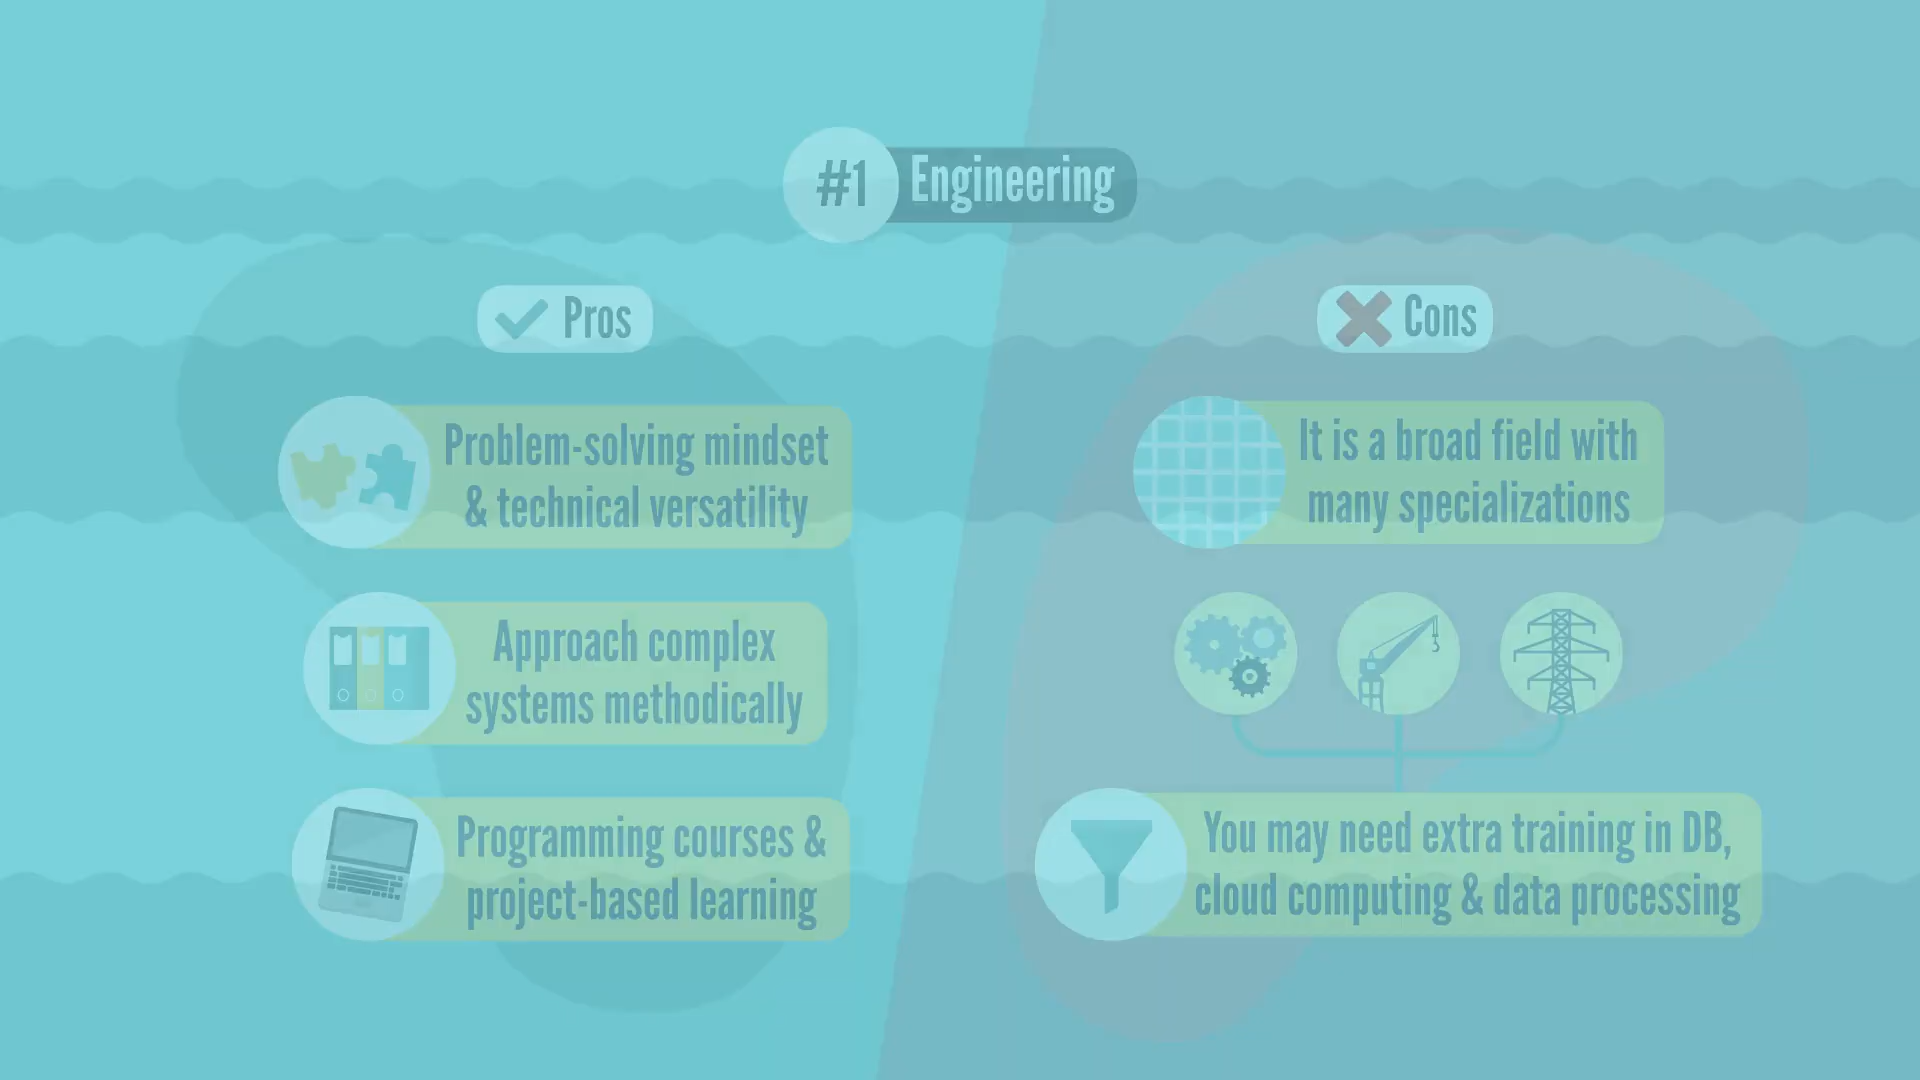 #1 Engineering
Pros
Problem-solving mindset
& technical versatility
Approach complex
systems methodically
Programming courses &
project-based learning
Cons
It is a broad field with
many specializations
You may need extra training in DB,
cloud computing & data processing